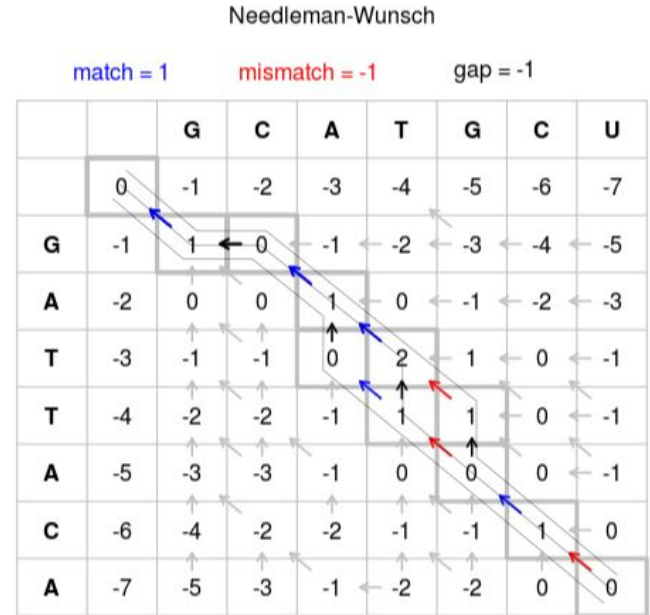 Needleman-Wunsch
match = 1 mismatch = -1 gap = -1
G C A T G C U
0 -1 -2 -3 -4 -5 -6 -7
G -1 1 0 -1 -2 -3 -4 -5
A -2 0 0 1 0 -1 -2 -3
T -3 -1 -1 0 2 1 0 -1
T -4 -2 -2 -1 1 1 0 -1
A -5 -3 -3 -1 0 0 0 -1
C -6 -4 -2 -2 -1 -1 1 0
A -7 -5 -3 -1 -2 -2 0 0